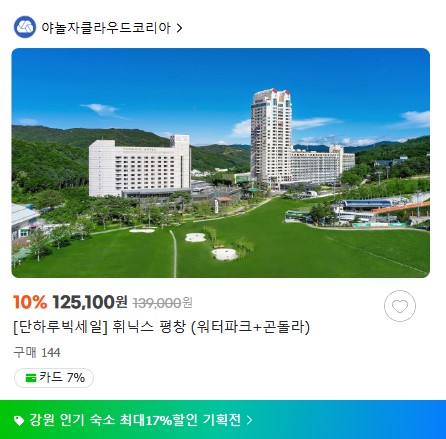 야놀자클라우드코리아 >
10% 125,100원 139,000원
[단하루빅세일] 휘닉스 평창 (워터파크+곤돌라)
구매 144
카드 7%
강원 인기 숙소 최대17%할인 기획전 >